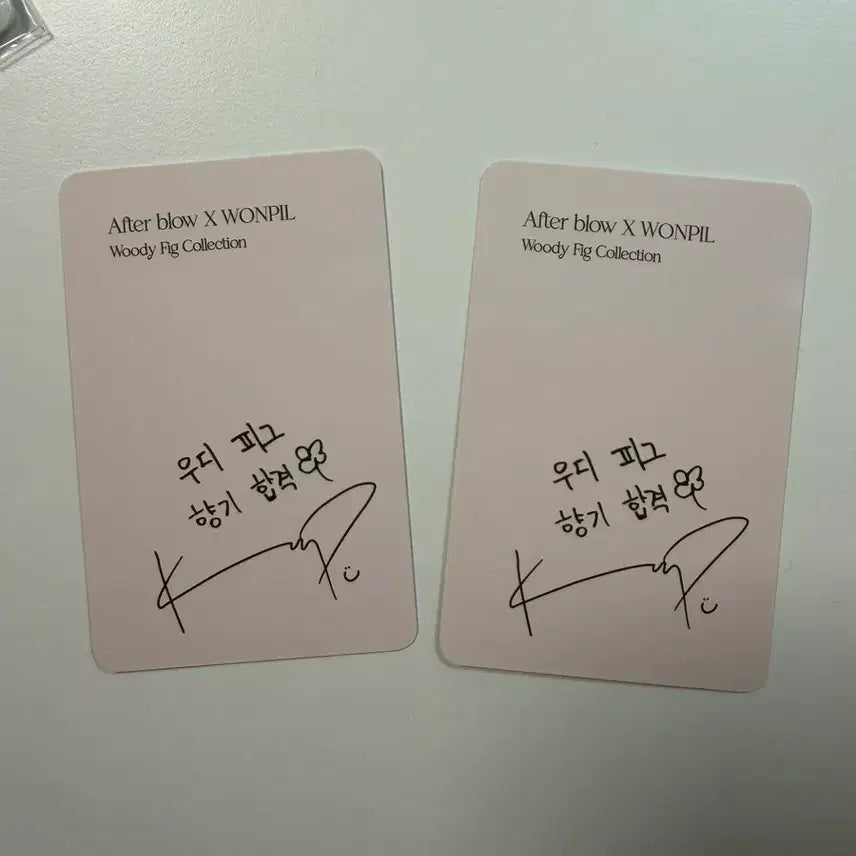 After blow X WONPIL
Woody Fig Collection
우디 피그
향기 합격
After blow X WONPIL
Woody Fig Collection
우디 피그
향기 합격